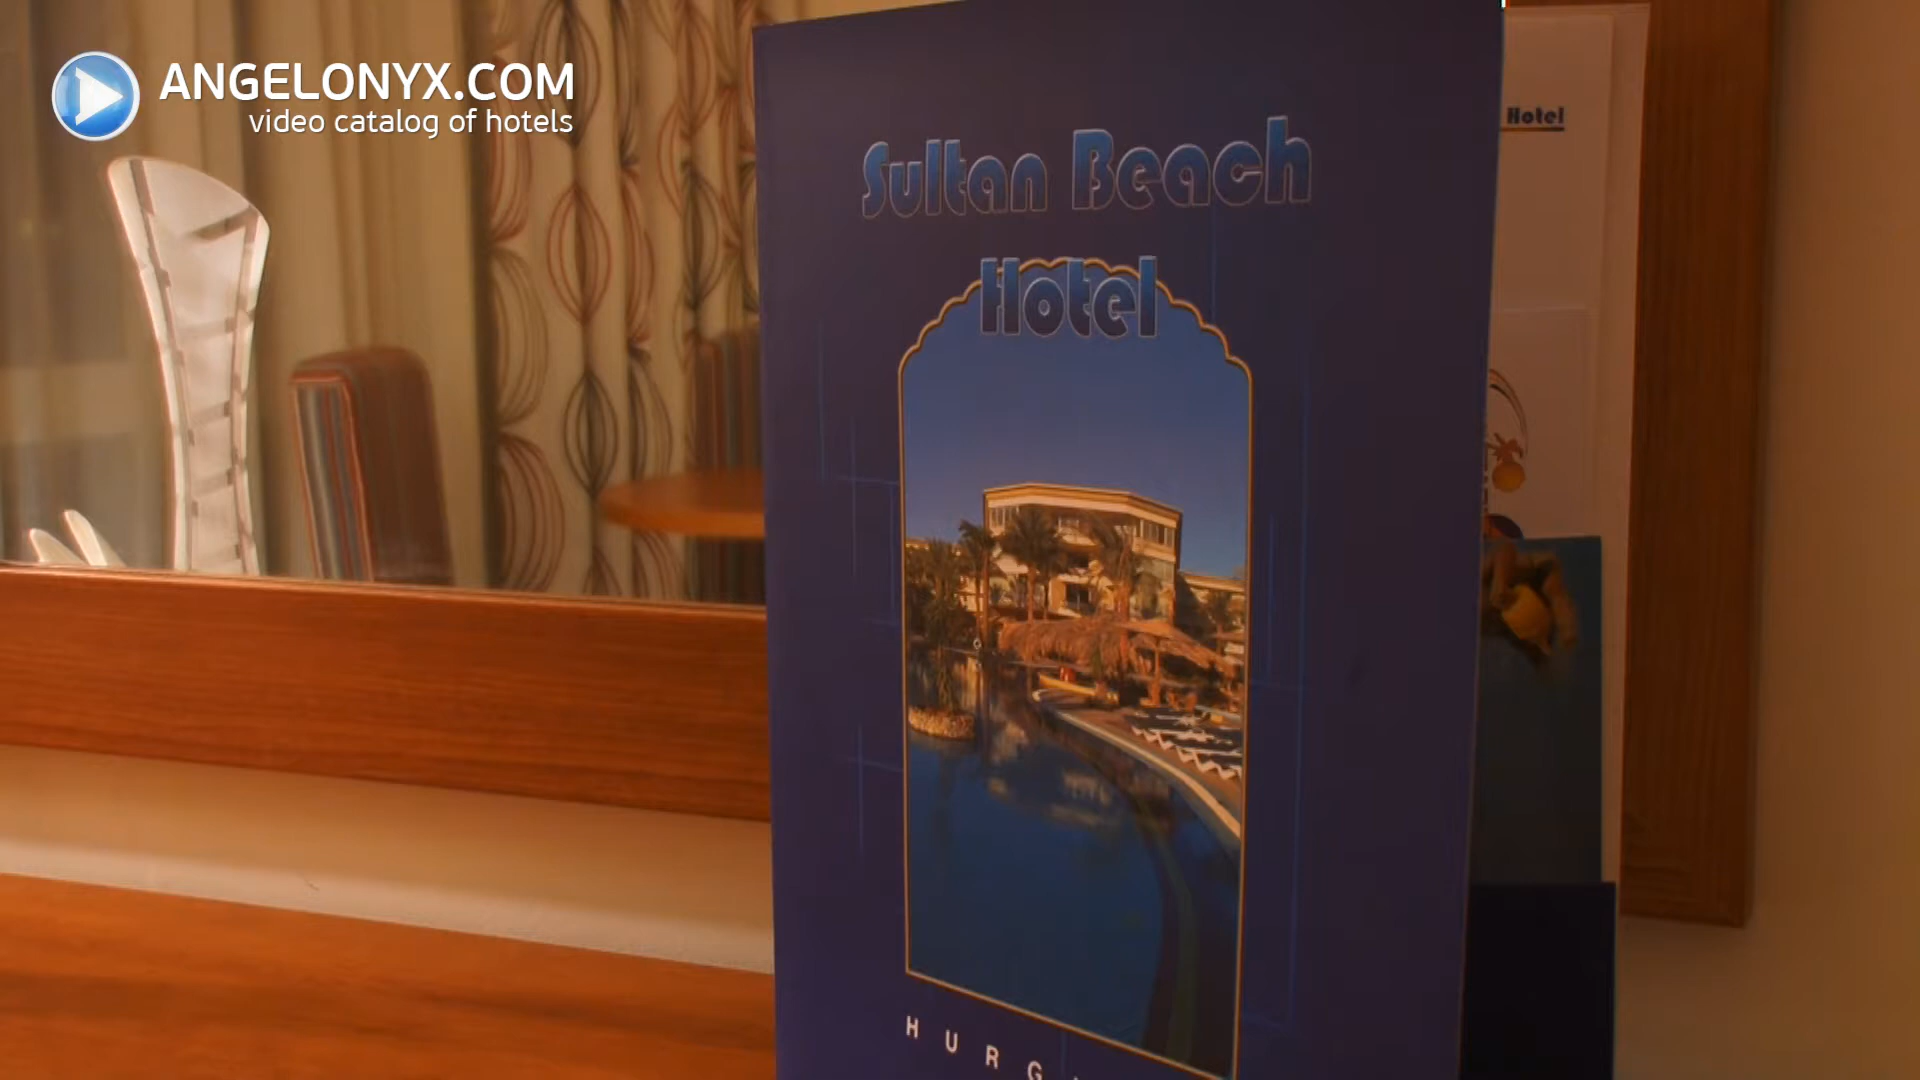 ANGELONYX.COM
video catalog of hotels
Sultan Beach
Hotel
Hotel
H U R G